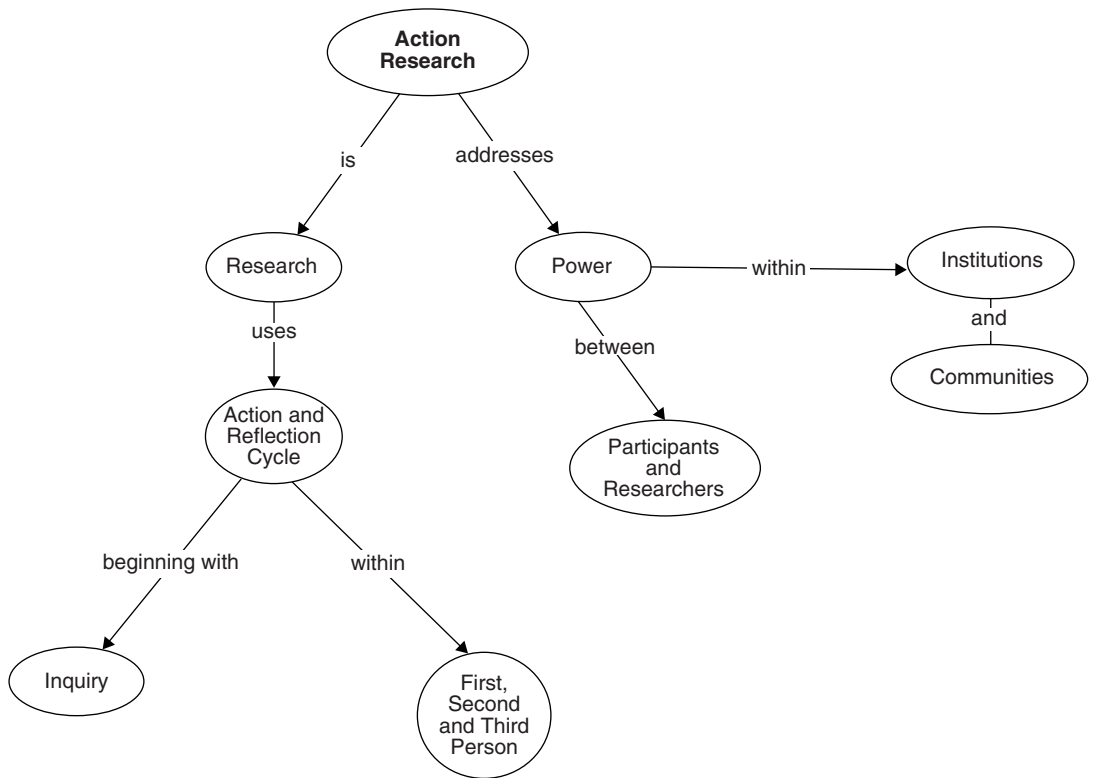 Action
Research
is
addresses
Research
Power
within
Institutions
and
Communities
uses
between
Action and
Reflection
Cycle
Participants
and
Researchers
beginning with
within
Inquiry
First,
Second
and Third
Person